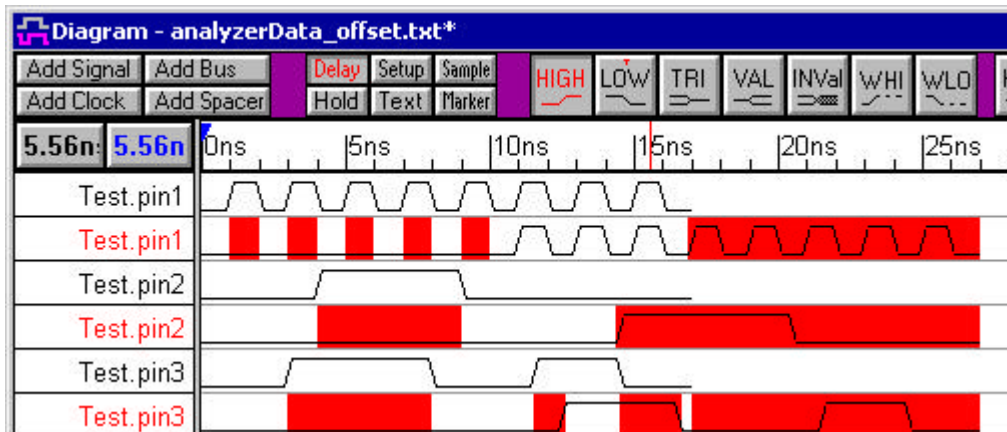 Diagram - analyzerData_offset.txt*
Add Signal Add Bus Delay Setup Sample HIGH LOW TRI VAL INVal WHI WLO
Add Clock Add Spacer Hold Text Marker
5.56n 5.56n 0ns 5ns 10ns 15ns 20ns 25ns
Test.pin1
Test.pin1
Test.pin2
Test.pin2
Test.pin3
Test.pin3